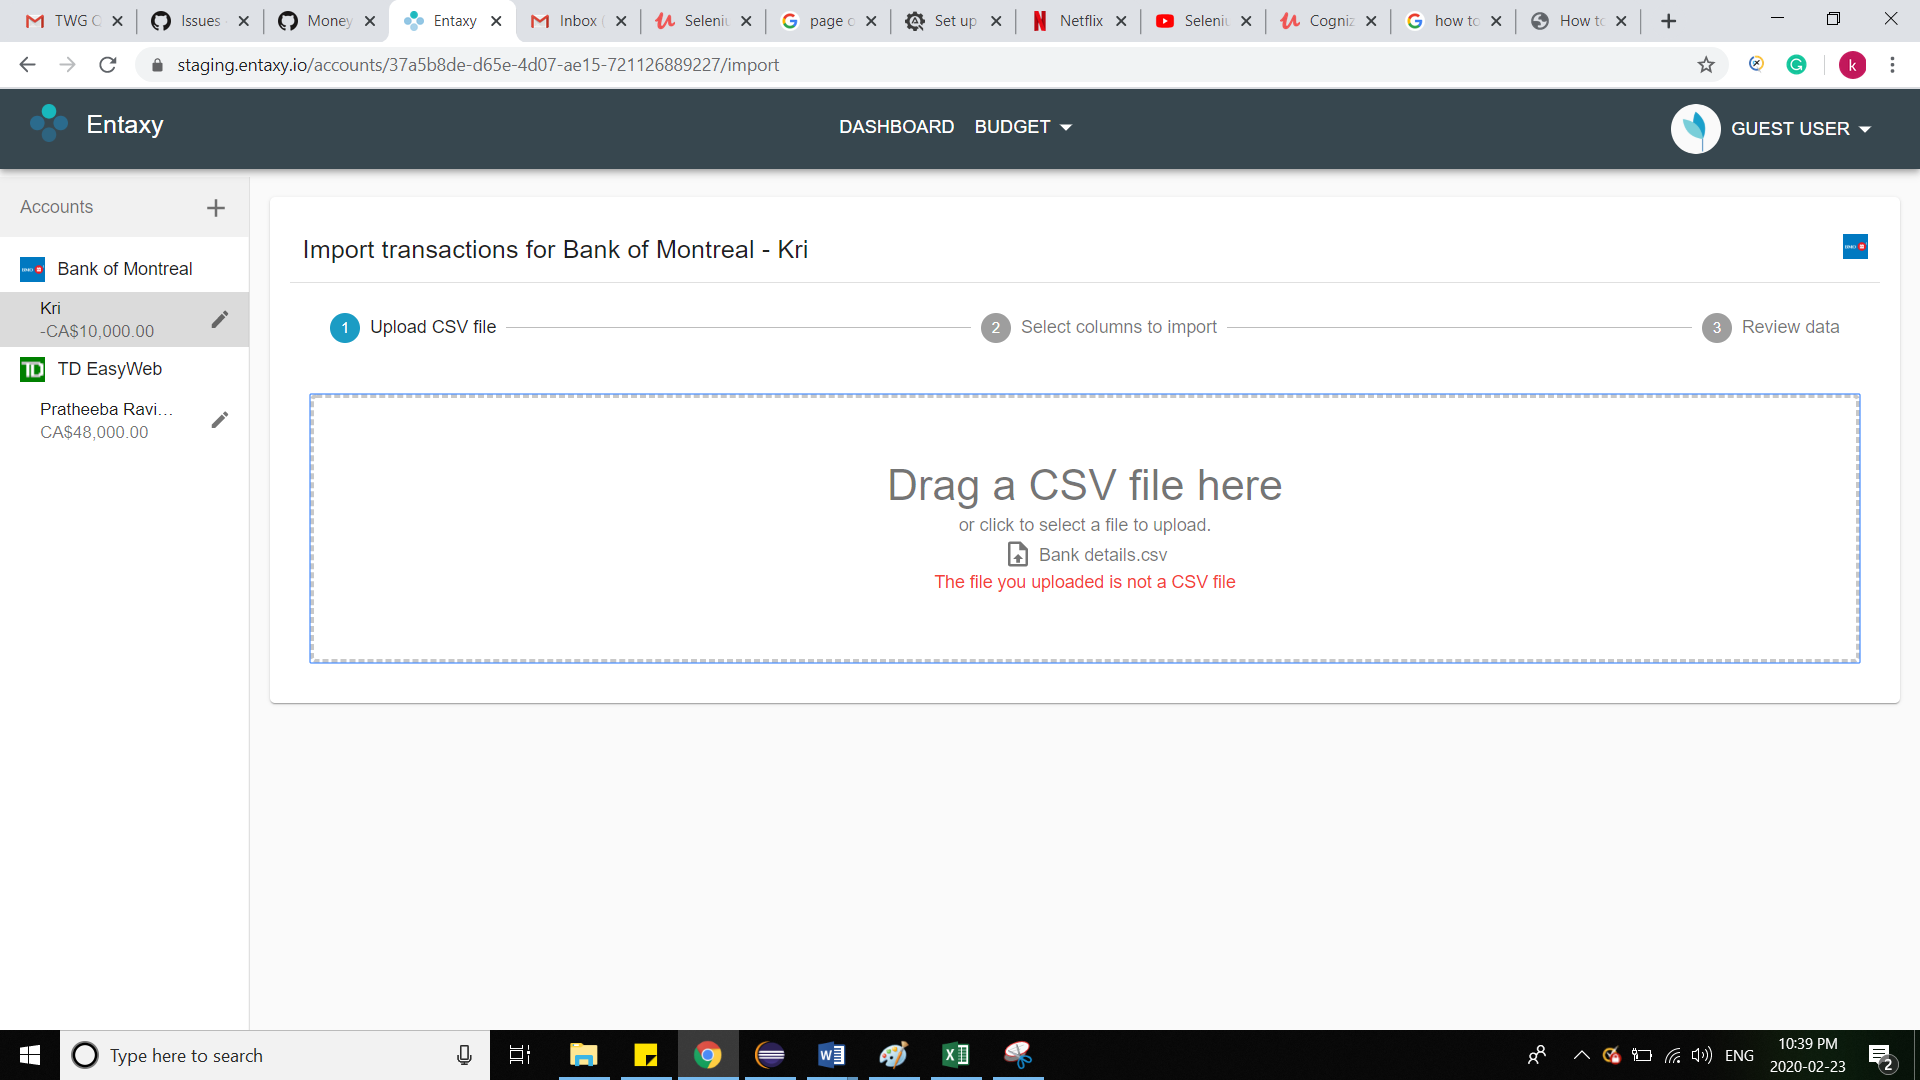 TWG Q
Issues
Money
Entaxy
Inbox (
Seleniu
page o
Set up
Netflix
Seleniu
Cogniz
how to
How to
staging.entaxy.io/accounts/37a5b8de-d65e-4d07-ae15-721126889227/import
k
Entaxy
DASHBOARD
BUDGET
GUEST USER
Accounts
Bank of Montreal
Kri
-CA$10,000.00
TD EasyWeb
Pratheeba Ravi...
CA$48,000.00
Import transactions for Bank of Montreal - Kri
1 Upload CSV file
2 Select columns to import
3 Review data
Drag a CSV file here
or click to select a file to upload.
Bank details.csv
The file you uploaded is not a CSV file
Type here to search
ENG
10:39 PM
2020-02-23
2